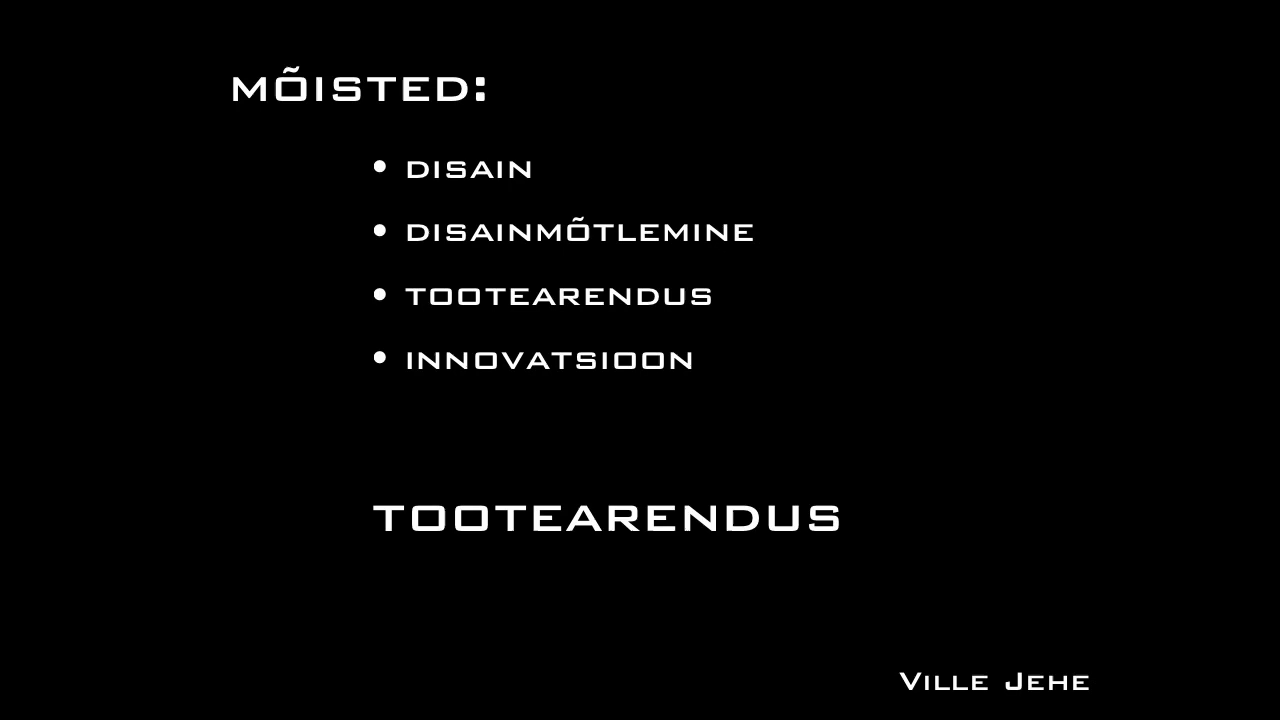 MÕISTED:
• DISAIN
• DISAINMÕTLEMINE
• TOOTEARENDUS
• INNOVATSIOON
TOOTEARENDUS
VILLE JEHE